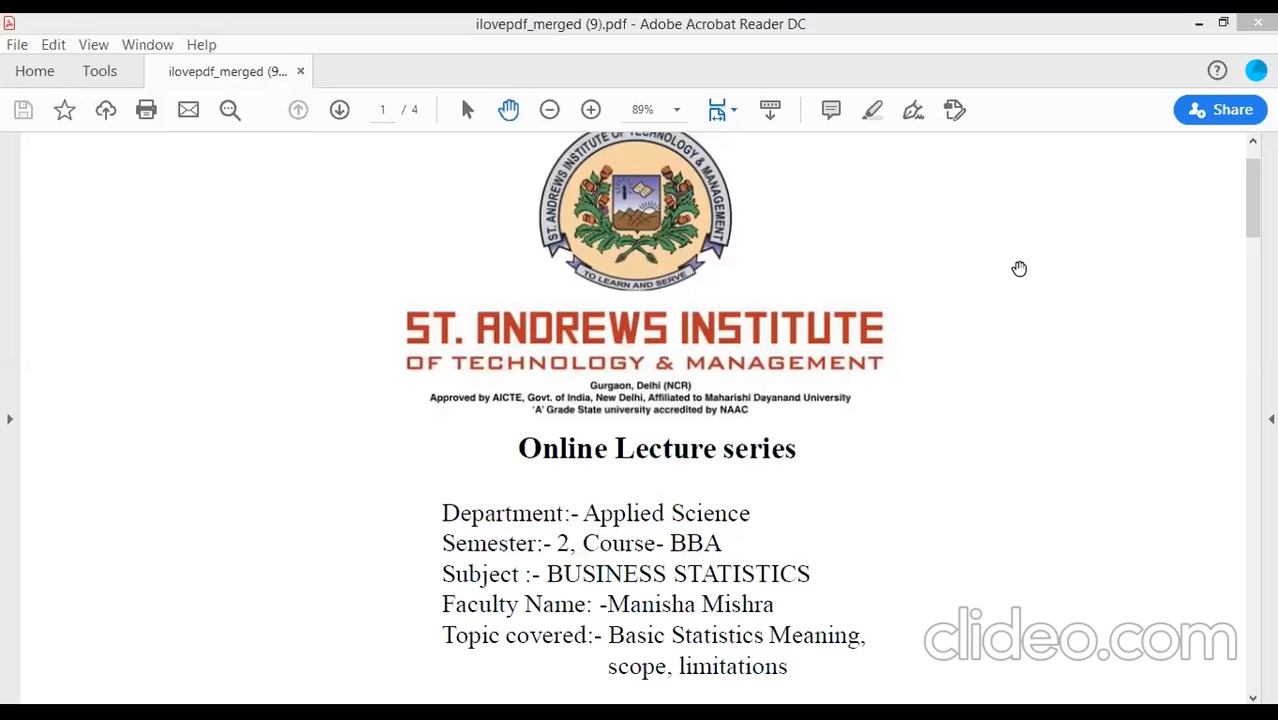 ilovepdf_merged (9).pdf - Adobe Acrobat Reader DC
File Edit View Window Help
Home Tools ilovepdf_merged (9... ×
1 / 4 89% Share
ST. ANDREWS INSTITUTE OF TECHNOLOGY & MANAGEMENT
TO LEARN AND SERVE
ST. ANDREWS INSTITUTE
OF TECHNOLOGY & MANAGEMENT
Gurgaon, Delhi (NCR)
Approved by AICTE, Govt. of India, New Delhi, Affiliated to Maharishi Dayanand University
'A' Grade State university accredited by NAAC
Online Lecture series
Department:- Applied Science
Semester:- 2, Course- BBA
Subject :- BUSINESS STATISTICS
Faculty Name: -Manisha Mishra
Topic covered:- Basic Statistics Meaning,
scope, limitations
clideo.com